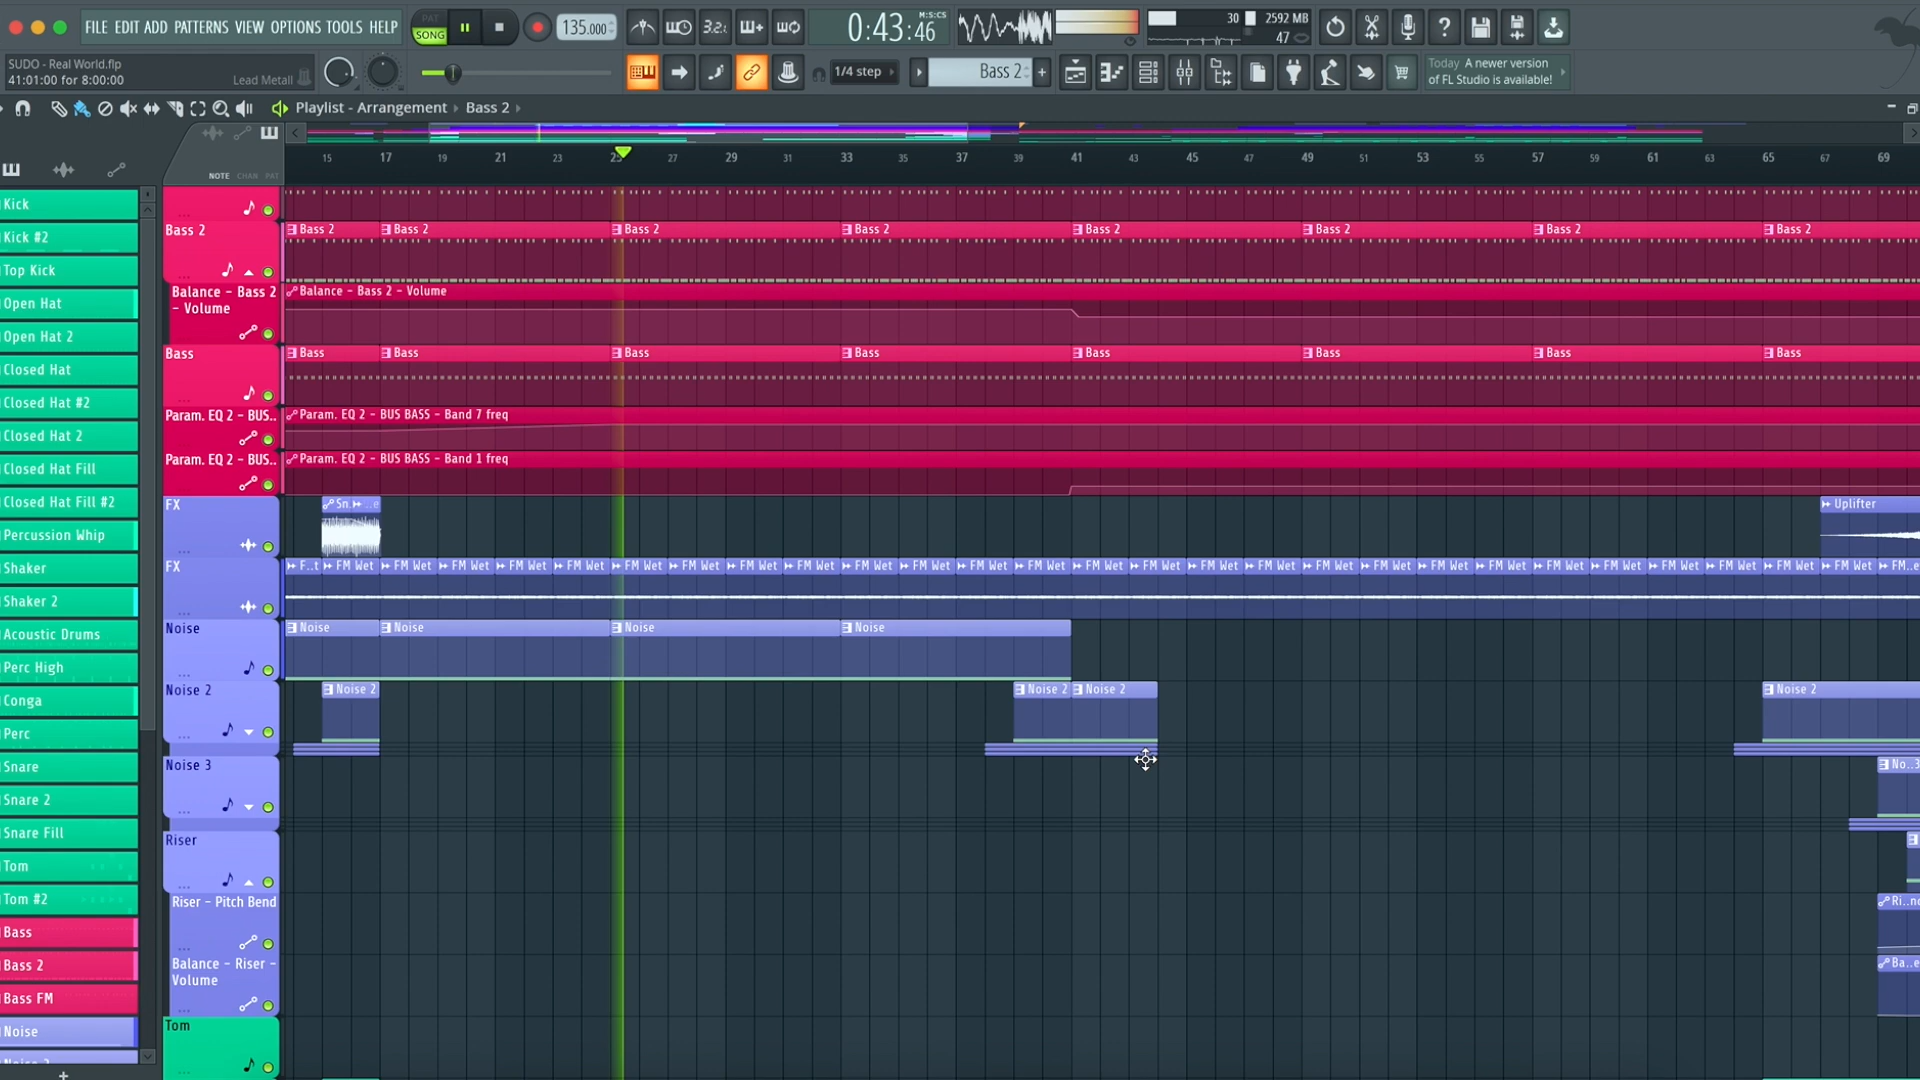 FILE EDIT ADD PATTERNS VIEW OPTIONS TOOLS HELP
PAT
SONG
135.000
3.2.
0:43:46
M:S:CS
30
2592 MB
47
SUDO - Real World.flp
41:01:00 for 8:00:00
Lead Metall
1/4 step
Bass 2
Today A newer version
of FL Studio is available!
Playlist - Arrangement
Bass 2
NOTE CHAN PAT
15 17 19 21 23 25 27 29 31 33 35 37 39 41 43 45 47 49 51 53 55 57 59 61 63 65 67 69
Kick
Kick #2
Top Kick
Open Hat
Open Hat 2
Closed Hat
Closed Hat #2
Closed Hat 2
Closed Hat Fill
Closed Hat Fill #2
Percussion Whip
Shaker
Shaker 2
Acoustic Drums
Perc High
Conga
Perc
Snare
Snare 2
Snare Fill
Tom
Tom #2
Bass
Bass 2
Bass FM
Noise
Bass 2
Bass 2 Bass 2 Bass 2 Bass 2 Bass 2 Bass 2 Bass 2 Bass 2
Balance - Bass 2
- Volume
Balance - Bass 2 - Volume
Bass
Bass Bass Bass Bass Bass Bass Bass Bass
Param. EQ 2 - BUS..
Param. EQ 2 - BUS BASS - Band 7 freq
Param. EQ 2 - BUS..
Param. EQ 2 - BUS BASS - Band 1 freq
FX
Sn. ..e
Uplifter
FX
F..t FM Wet FM Wet FM Wet FM Wet FM Wet FM Wet FM Wet FM Wet FM Wet FM Wet FM Wet FM Wet FM Wet FM Wet FM Wet FM Wet FM Wet FM Wet FM Wet FM Wet FM Wet FM Wet FM Wet FM Wet FM Wet FM Wet FM Wet FM..e
Noise
Noise Noise Noise Noise
Noise 2
Noise 2 Noise 2 Noise 2 Noise 2
Noise 3
No..3
Riser
Riser - Pitch Bend
Balance - Riser -
Volume
Tom